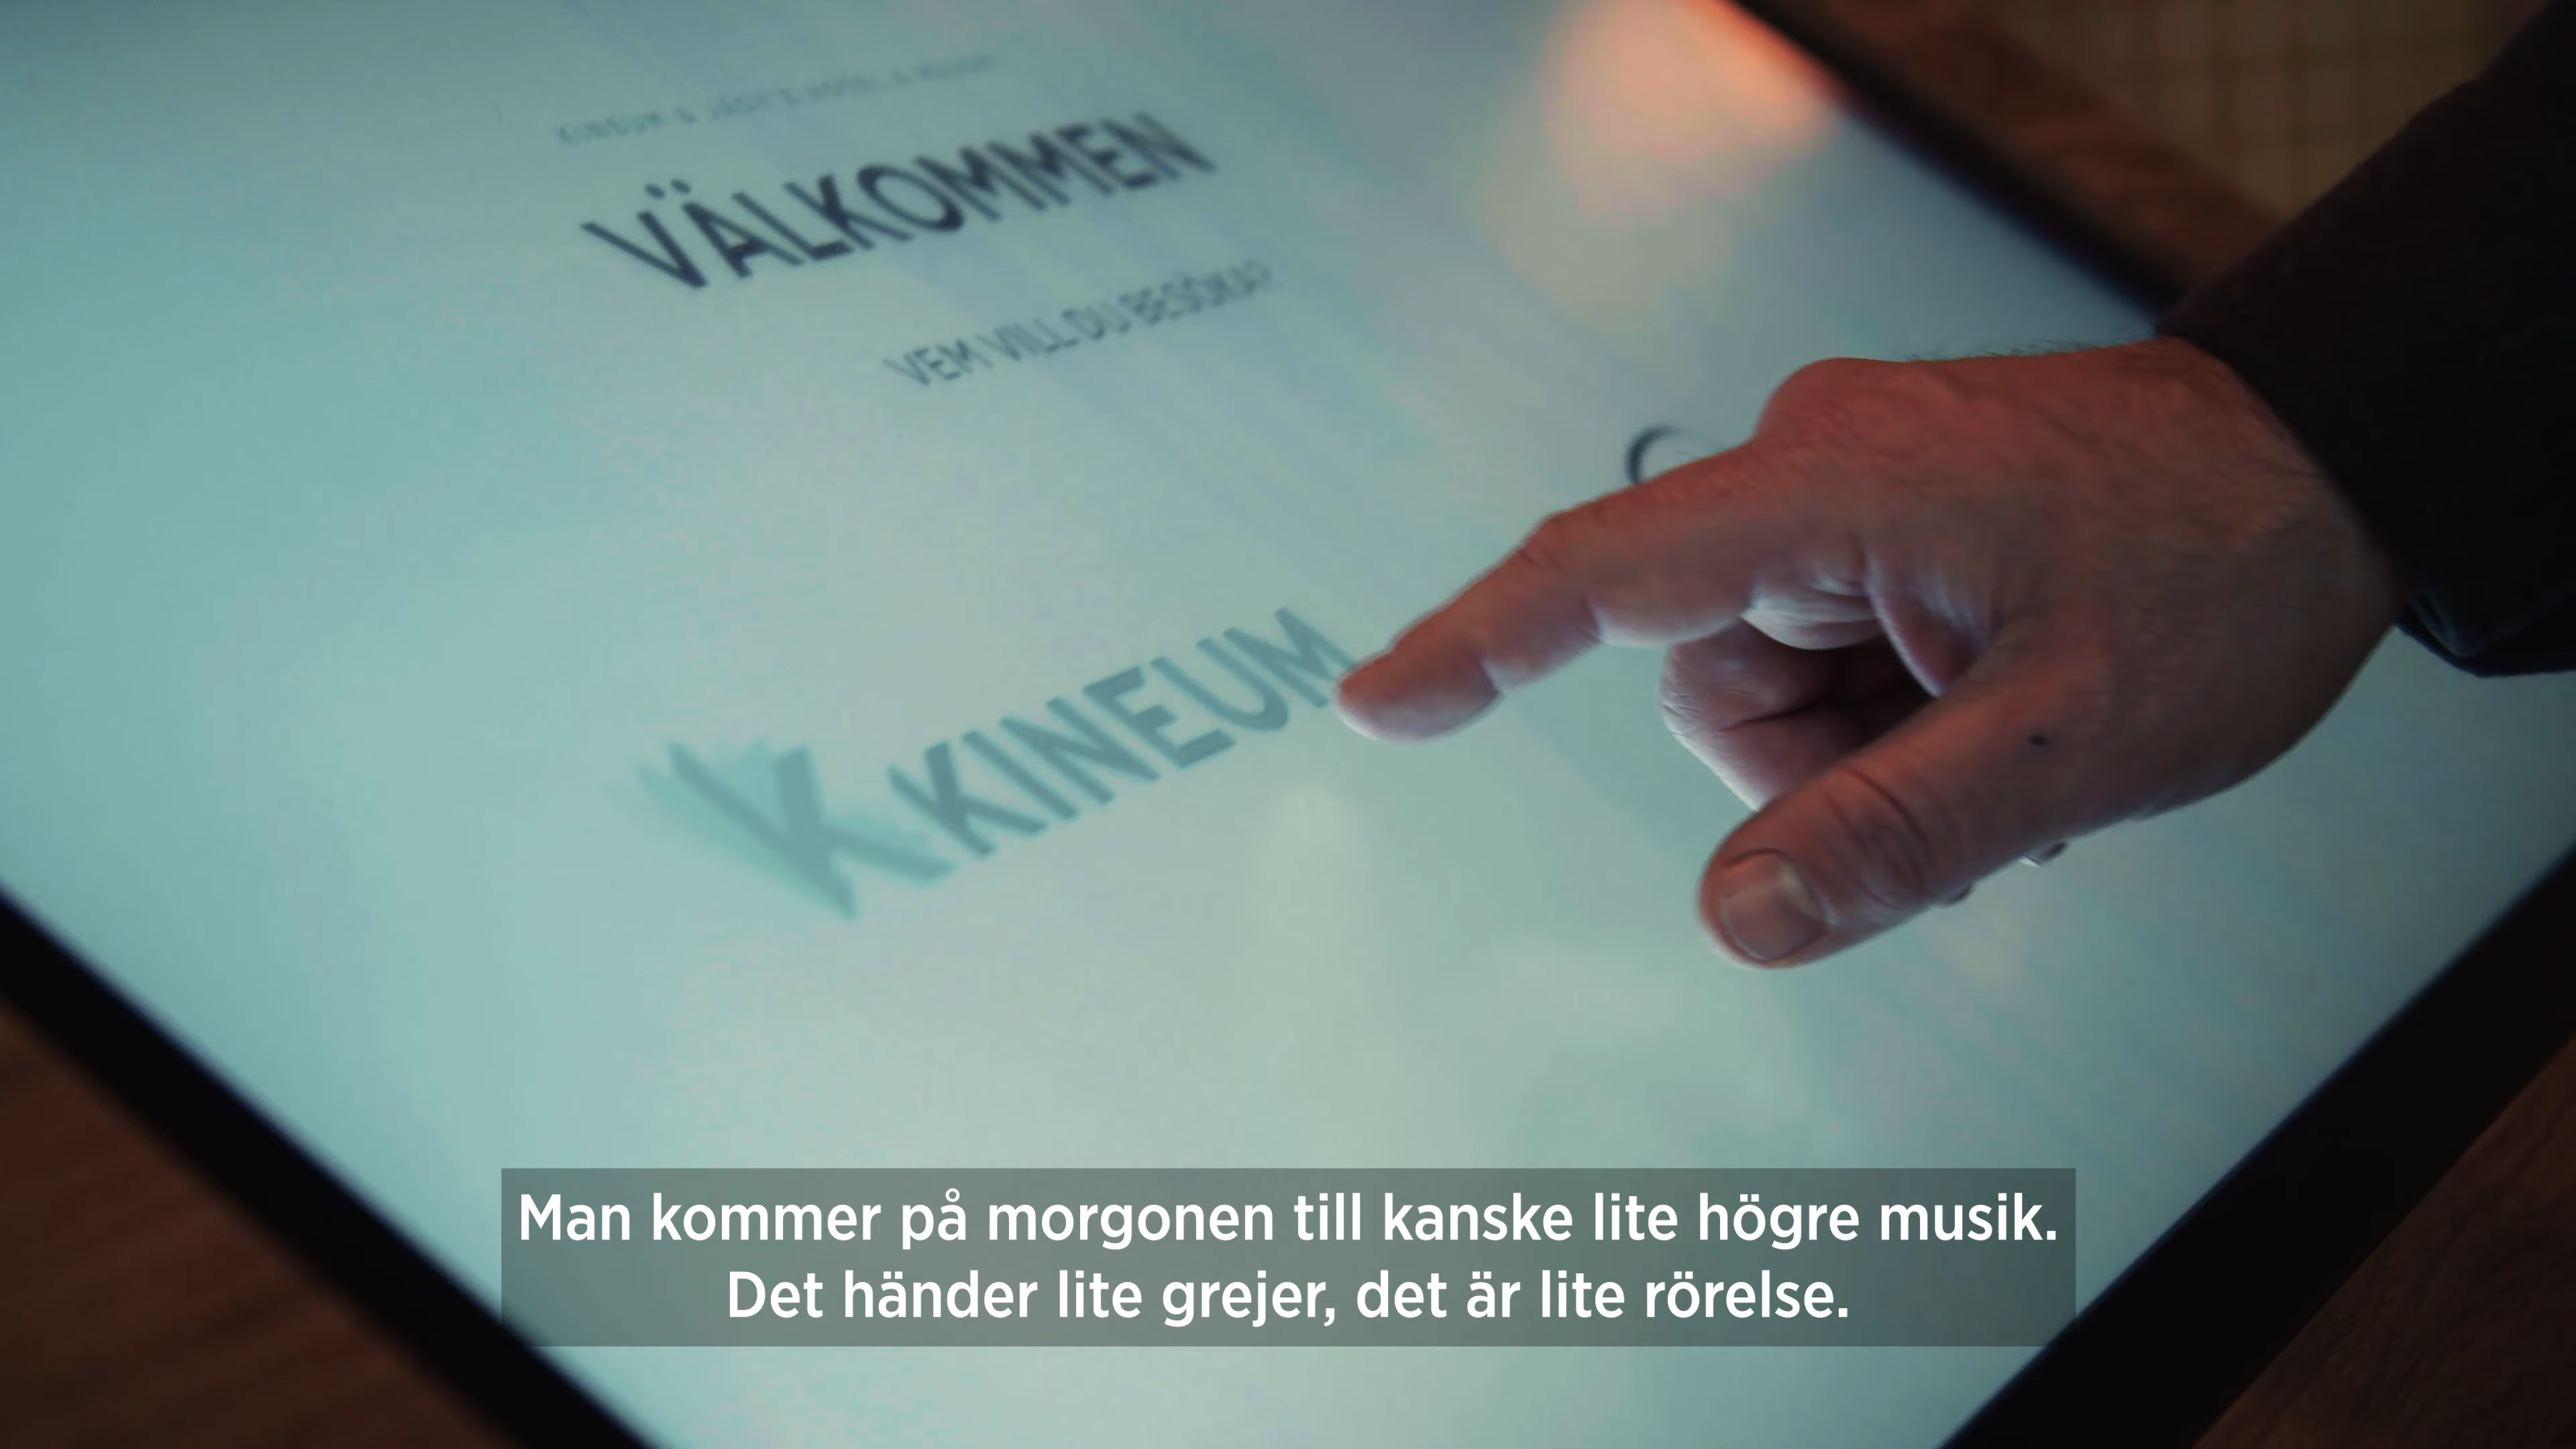 VÄLKOMMEN
VEM VILL DU BESÖKA?
K KINEUM
Man kommer på morgonen till kanske lite högre musik.
Det händer lite grejer, det är lite rörelse.